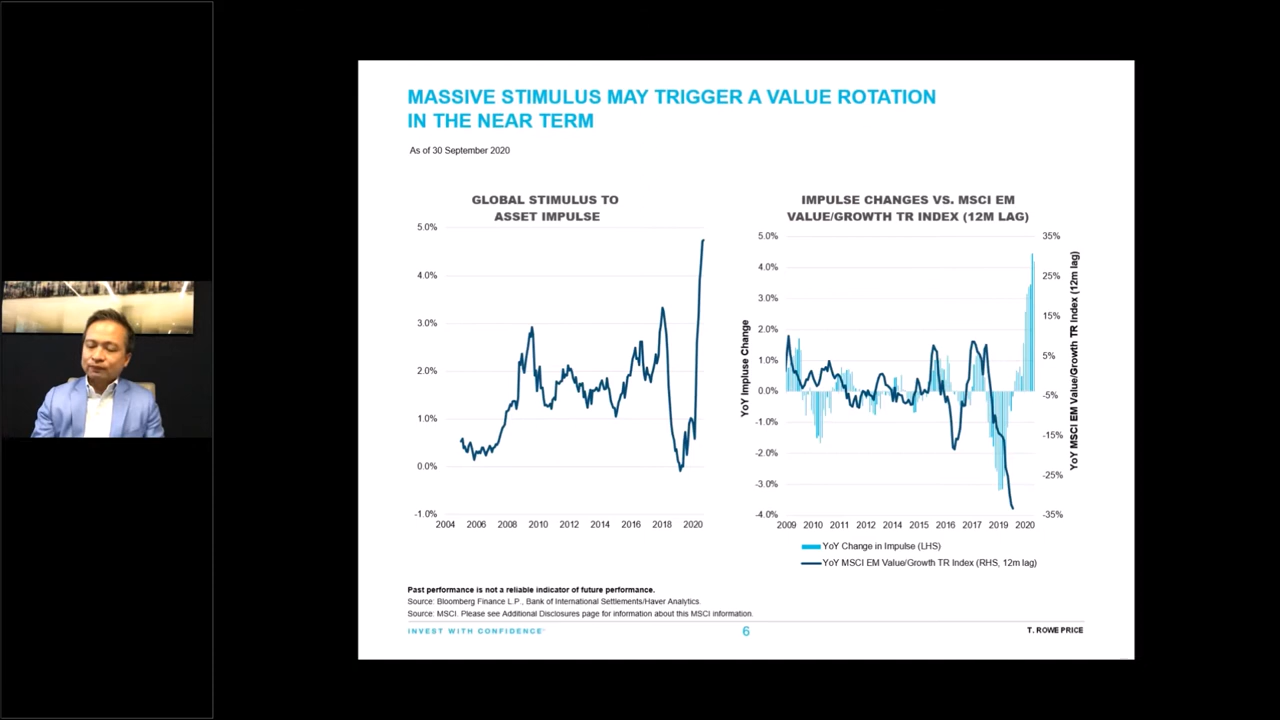 MASSIVE STIMULUS MAY TRIGGER A VALUE ROTATION
IN THE NEAR TERM
As of 30 September 2020
GLOBAL STIMULUS TO
ASSET IMPULSE
5.0%
4.0%
3.0%
2.0%
1.0%
0.0%
-1.0%
2004 2006 2008 2010 2012 2014 2016 2018 2020
IMPULSE CHANGES VS. MSCI EM
VALUE/GROWTH TR INDEX (12M LAG)
YoY Impluse Change
5.0%
4.0%
3.0%
2.0%
1.0%
0.0%
-1.0%
-2.0%
-3.0%
-4.0%
35%
25%
15%
5%
-5%
-15%
-25%
-35%
YoY MSCI EM Value/Growth TR Index (12m lag)
2009 2010 2011 2012 2014 2015 2016 2017 2019 2020
YoY Change in Impulse (LHS)
YoY MSCI EM Value/Growth TR Index (RHS, 12m lag)
Past performance is not a reliable indicator of future performance.
Source: Bloomberg Finance L.P., Bank of International Settlements/Haver Analytics.
Source: MSCI. Please see Additional Disclosures page for information about this MSCI information.
INVEST WITH CONFIDENCE
6
T. ROWE PRICE